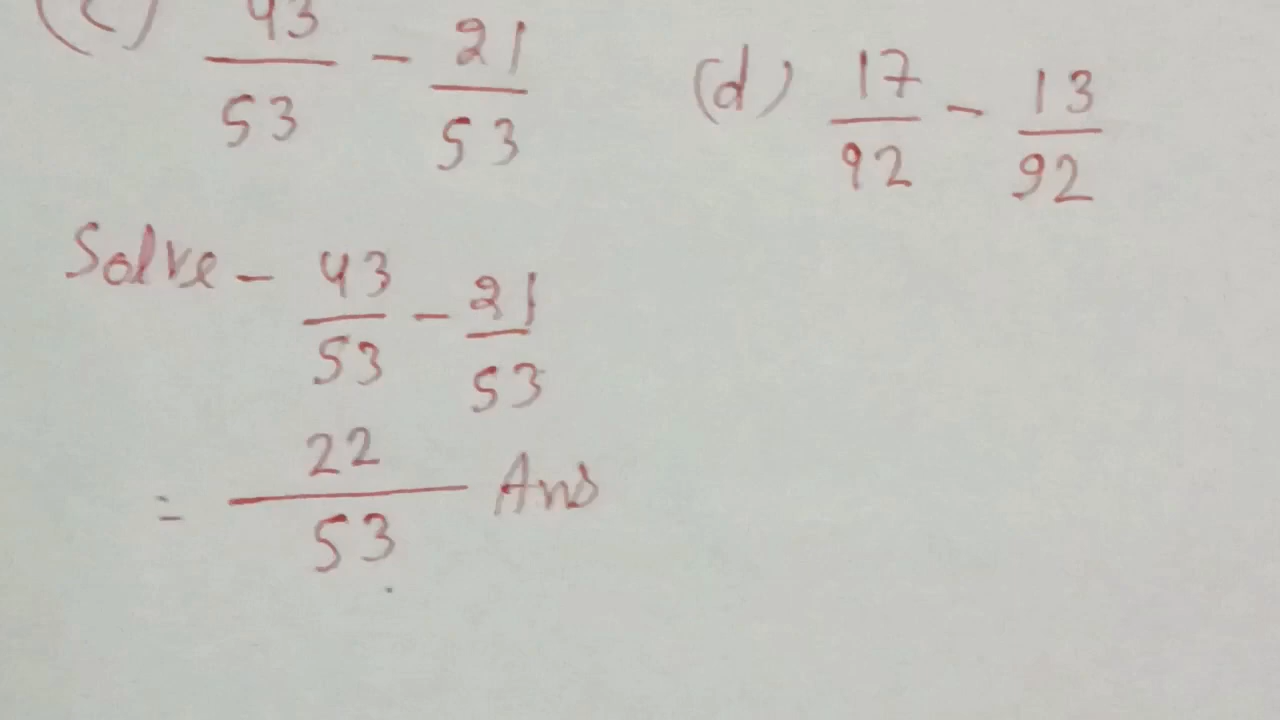 (c) 43/53 - 21/53
(d) 17/92 - 13/92
Solve - 43/53 - 21/53
= 22/53 Ans